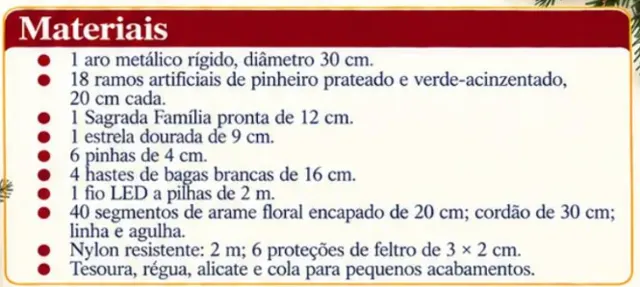 Materiais
● 1 aro metálico rígido, diâmetro 30 cm.
● 18 ramos artificiais de pinheiro prateado e verde-acinzentado,
20 cm cada.
● 1 Sagrada Família pronta de 12 cm.
● 1 estrela dourada de 9 cm.
● 6 pinhas de 4 cm.
● 4 hastes de bagas brancas de 16 cm.
● 1 fio LED a pilhas de 2 m.
● 40 segmentos de arame floral encapado de 20 cm; cordão de 30 cm;
linha e agulha.
● Nylon resistente: 2 m; 6 proteções de feltro de 3 × 2 cm.
● Tesoura, régua, alicate e cola para pequenos acabamentos.